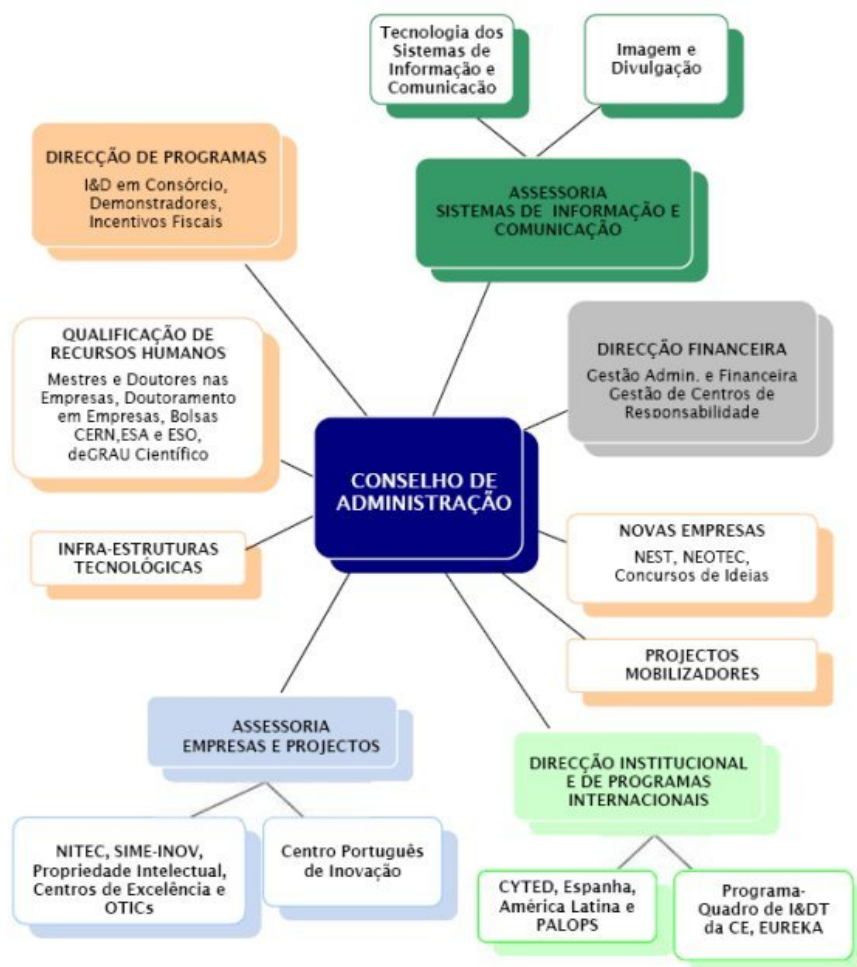 Tecnologia dos
Sistemas de
Informação e
Comunicacão
Imagem e
Divulgação
DIRECÇÃO DE PROGRAMAS
I&D em Consórcio,
Demonstradores,
Incentivos Fiscais
ASSESSORIA
SISTEMAS DE INFORMAÇÃO E
COMUNICAÇÃO
QUALIFICAÇÃO DE
RECURSOS HUMANOS
Mestres e Doutores nas
Empresas, Doutoramento
em Empresas, Bolsas
CERN,ESA e ESO,
deGRAU Científico
DIRECÇÃO FINANCEIRA
Gestão Admin. e Financeira
Gestão de Centros de
Responsabilidade
CONSELHO DE
ADMINISTRAÇÃO
INFRA-ESTRUTURAS
TECNOLÓGICAS
NOVAS EMPRESAS
NEST, NEOTEC,
Concursos de Ideias
PROJECTOS
MOBILIZADORES
ASSESSORIA
EMPRESAS E PROJECTOS
DIRECÇÃO INSTITUCIONAL
E DE PROGRAMAS
INTERNACIONAIS
NITEC, SIME-INOV,
Propriedade Intelectual,
Centros de Excelência e
OTICs
Centro Português
de Inovação
CYTED, Espanha,
América Latina e
PALOPS
Programa-
Quadro de I&DT
da CE, EUREKA